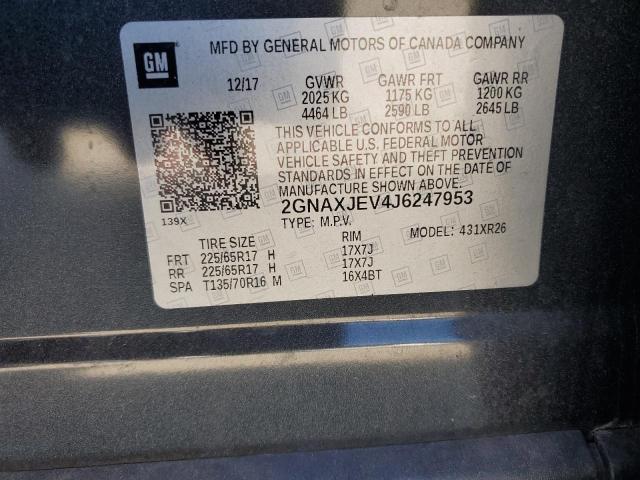 GM
MFD BY GENERAL MOTORS OF CANADA COMPANY
12/17 GVWR GAWR FRT GAWR RR
2025 KG 1175 KG 1200 KG
4464 LB 2590 LB 2645 LB
THIS VEHICLE CONFORMS TO ALL
APPLICABLE U.S. FEDERAL MOTOR
VEHICLE SAFETY AND THEFT PREVENTION
STANDARDS IN EFFECT ON THE DATE OF
MANUFACTURE SHOWN ABOVE.
139X
2GNAXJEV4J6247953
TYPE: M.P.V. MODEL: 431XR26
TIRE SIZE RIM
FRT 225/65R17 H 17X7J
RR 225/65R17 H 17X7J
SPA T135/70R16 M 16X4BT